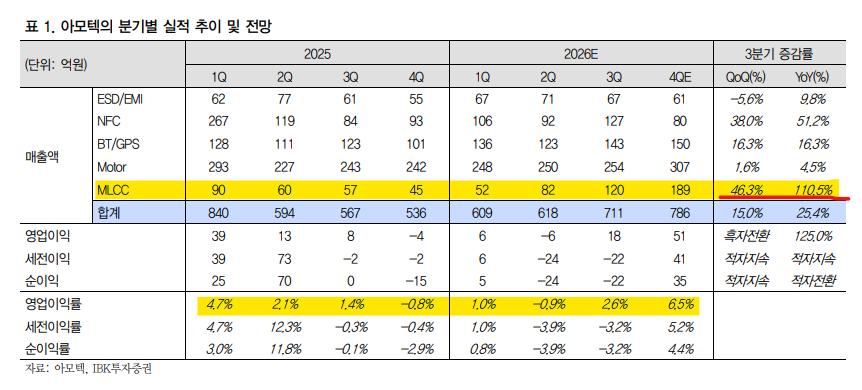 표 1. 아모텍의 분기별 실적 추이 및 전망
(단위: 억원) 2025 2026E 3분기 증감률
1Q 2Q 3Q 4Q 1Q 2Q 3Q 4QE QoQ(%) YoY(%)
매출액 ESD/EMI 62 77 61 55 67 71 67 61 -5.6% 9.8%
NFC 267 119 84 93 106 92 127 80 38.0% 51.2%
BT/GPS 128 111 123 101 136 123 143 150 16.3% 16.3%
Motor 293 227 243 242 248 250 254 307 1.6% 4.5%
MLCC 90 60 57 45 52 82 120 189 46.3% 110.5%
합계 840 594 567 536 609 618 711 786 15.0% 25.4%
영업이익 39 13 8 -4 6 -6 18 51 흑자전환 125.0%
세전이익 39 73 -2 -2 6 -24 -22 41 적자지속 적자지속
순이익 25 70 0 -15 5 -24 -22 35 적자지속 적자전환
영업이익률 4.7% 2.1% 1.4% -0.8% 1.0% -0.9% 2.6% 6.5%
세전이익률 4.7% 12.3% -0.3% -0.4% 1.0% -3.9% -3.2% 5.2%
순이익률 3.0% 11.8% -0.1% -2.9% 0.8% -3.9% -3.2% 4.4%
자료: 아모텍, IBK투자증권